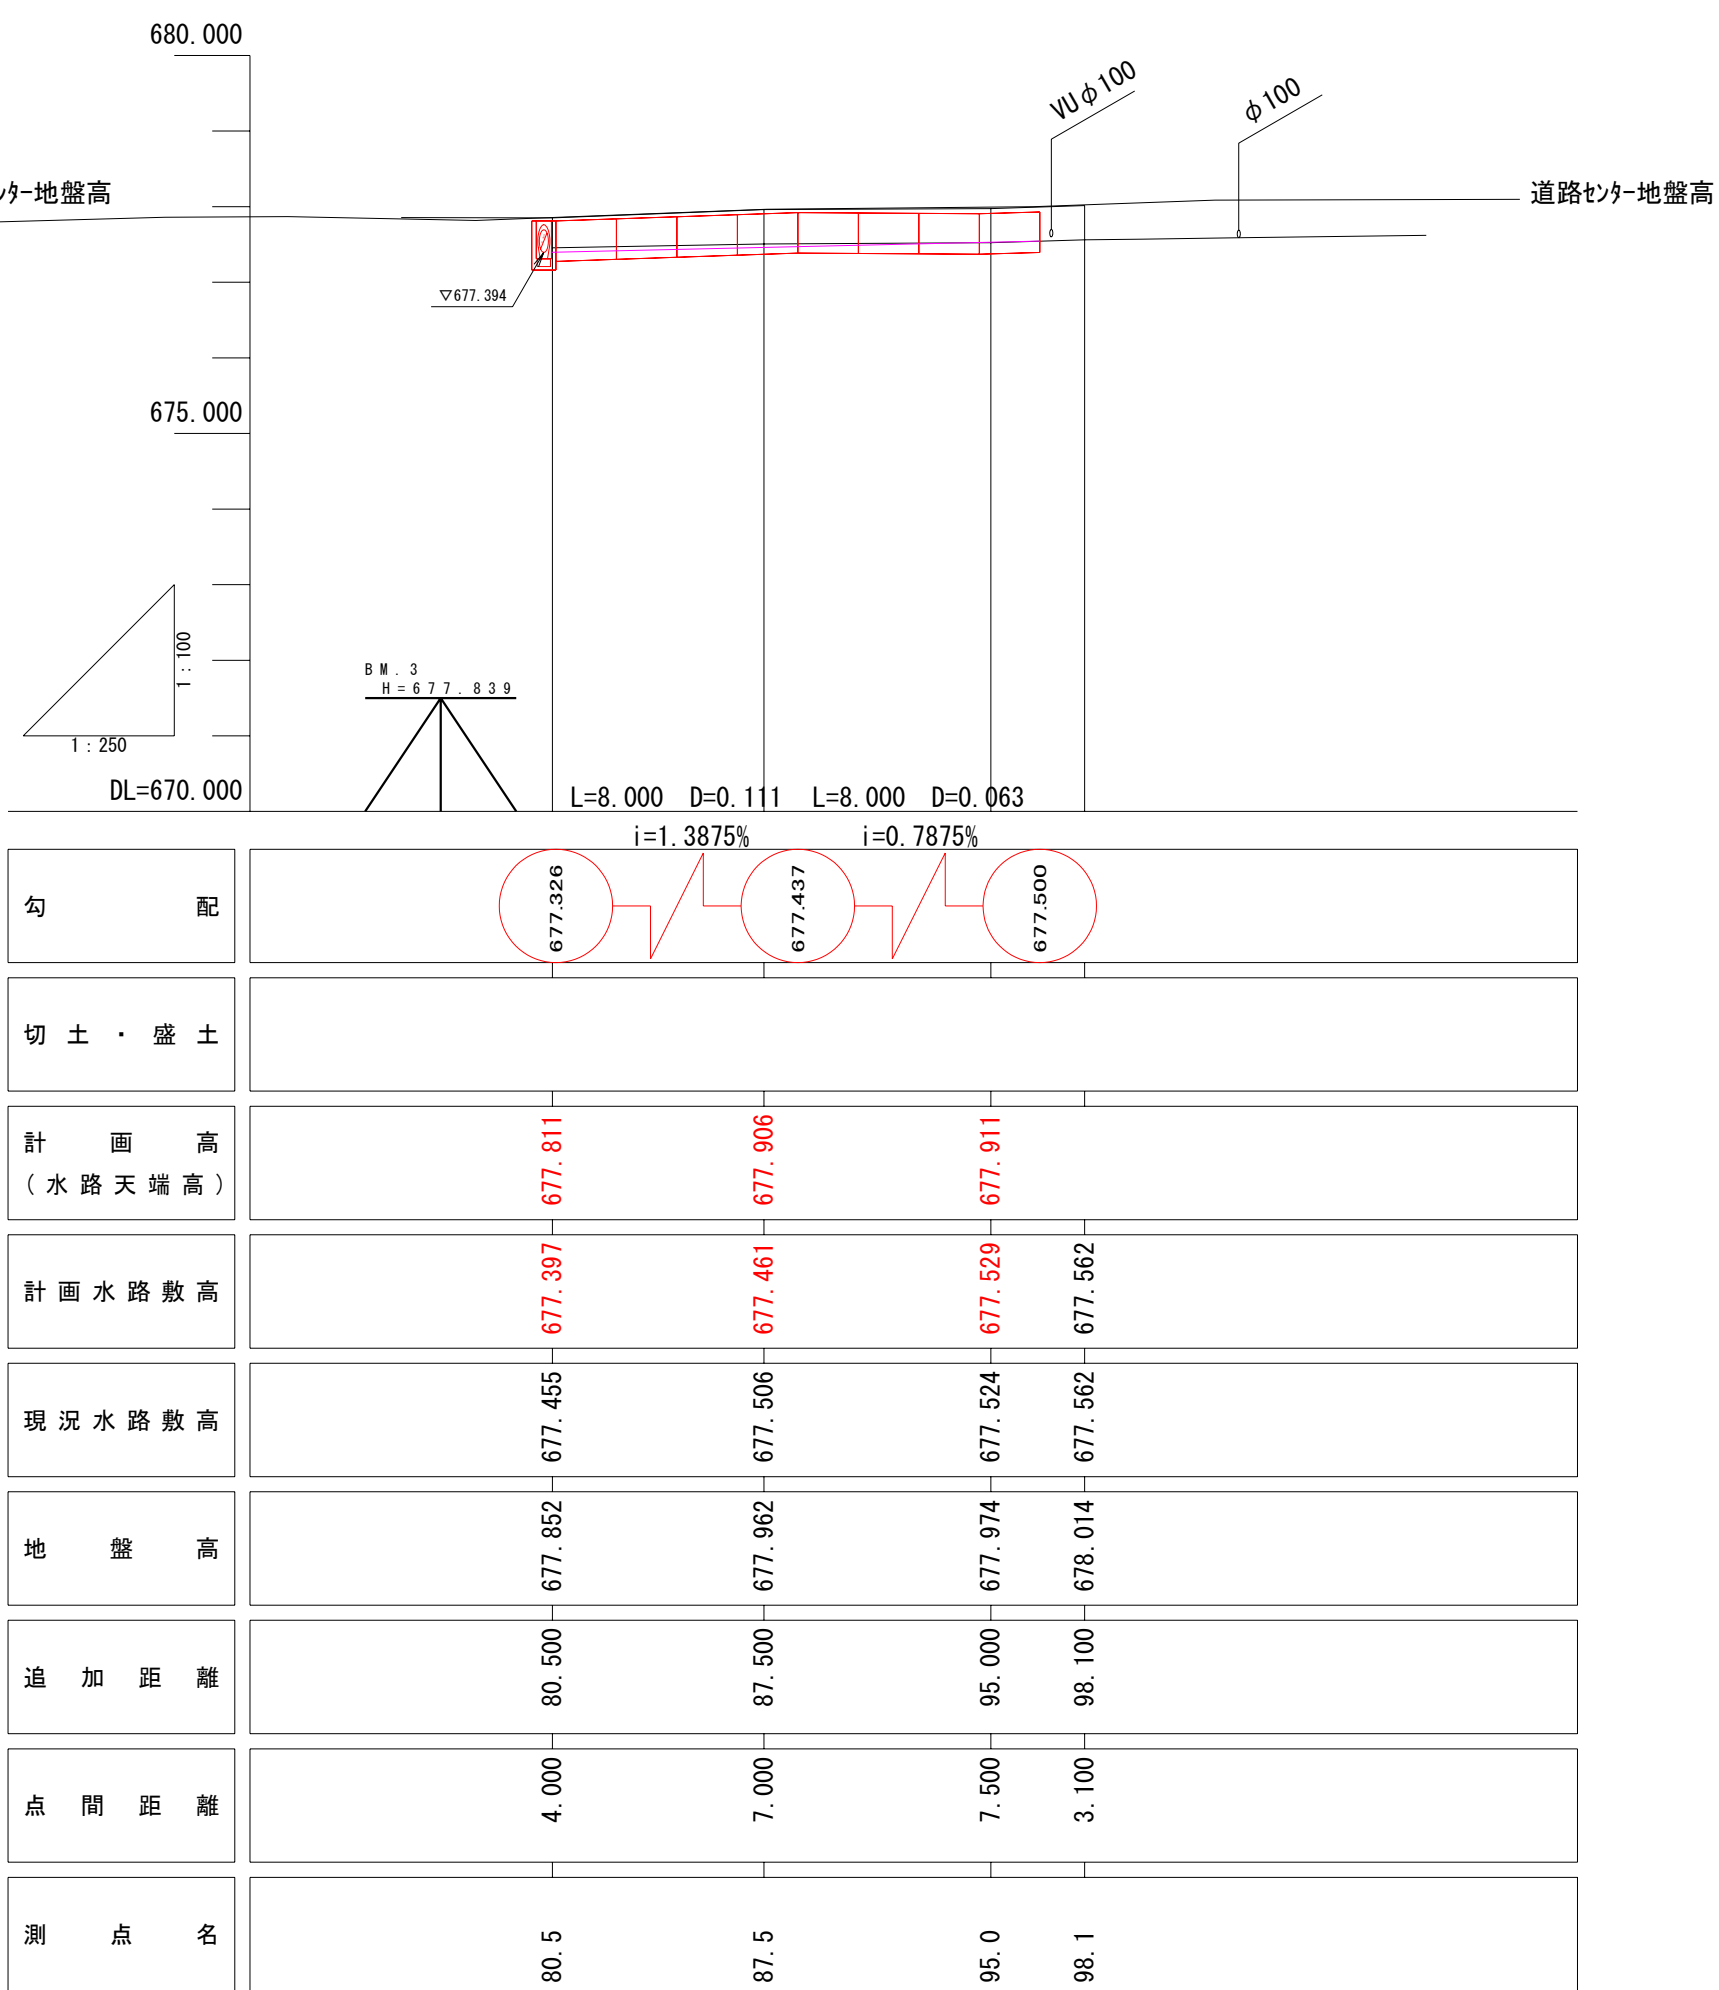 680.000
VUφ100
φ100
ﾝﾀｰ地盤高
道路ｾﾝﾀｰ地盤高
▽677.394
675.000
1:100
1:250
BM.3
H=677.839
DL=670.000
L=8.000 D=0.111 L=8.000 D=0.063
i=1.3875% i=0.7875%
勾配 677.326 677.437 677.500
切土・盛土
計画高
(水路天端高) 677.811 677.906 677.911
計画水路敷高 677.397 677.461 677.529 677.562
現況水路敷高 677.455 677.506 677.524 677.562
地盤高 677.852 677.962 677.974 678.014
追加距離 80.500 87.500 95.000 98.100
点間距離 4.000 7.000 7.500 3.100
測点名 80.5 87.5 95.0 98.1